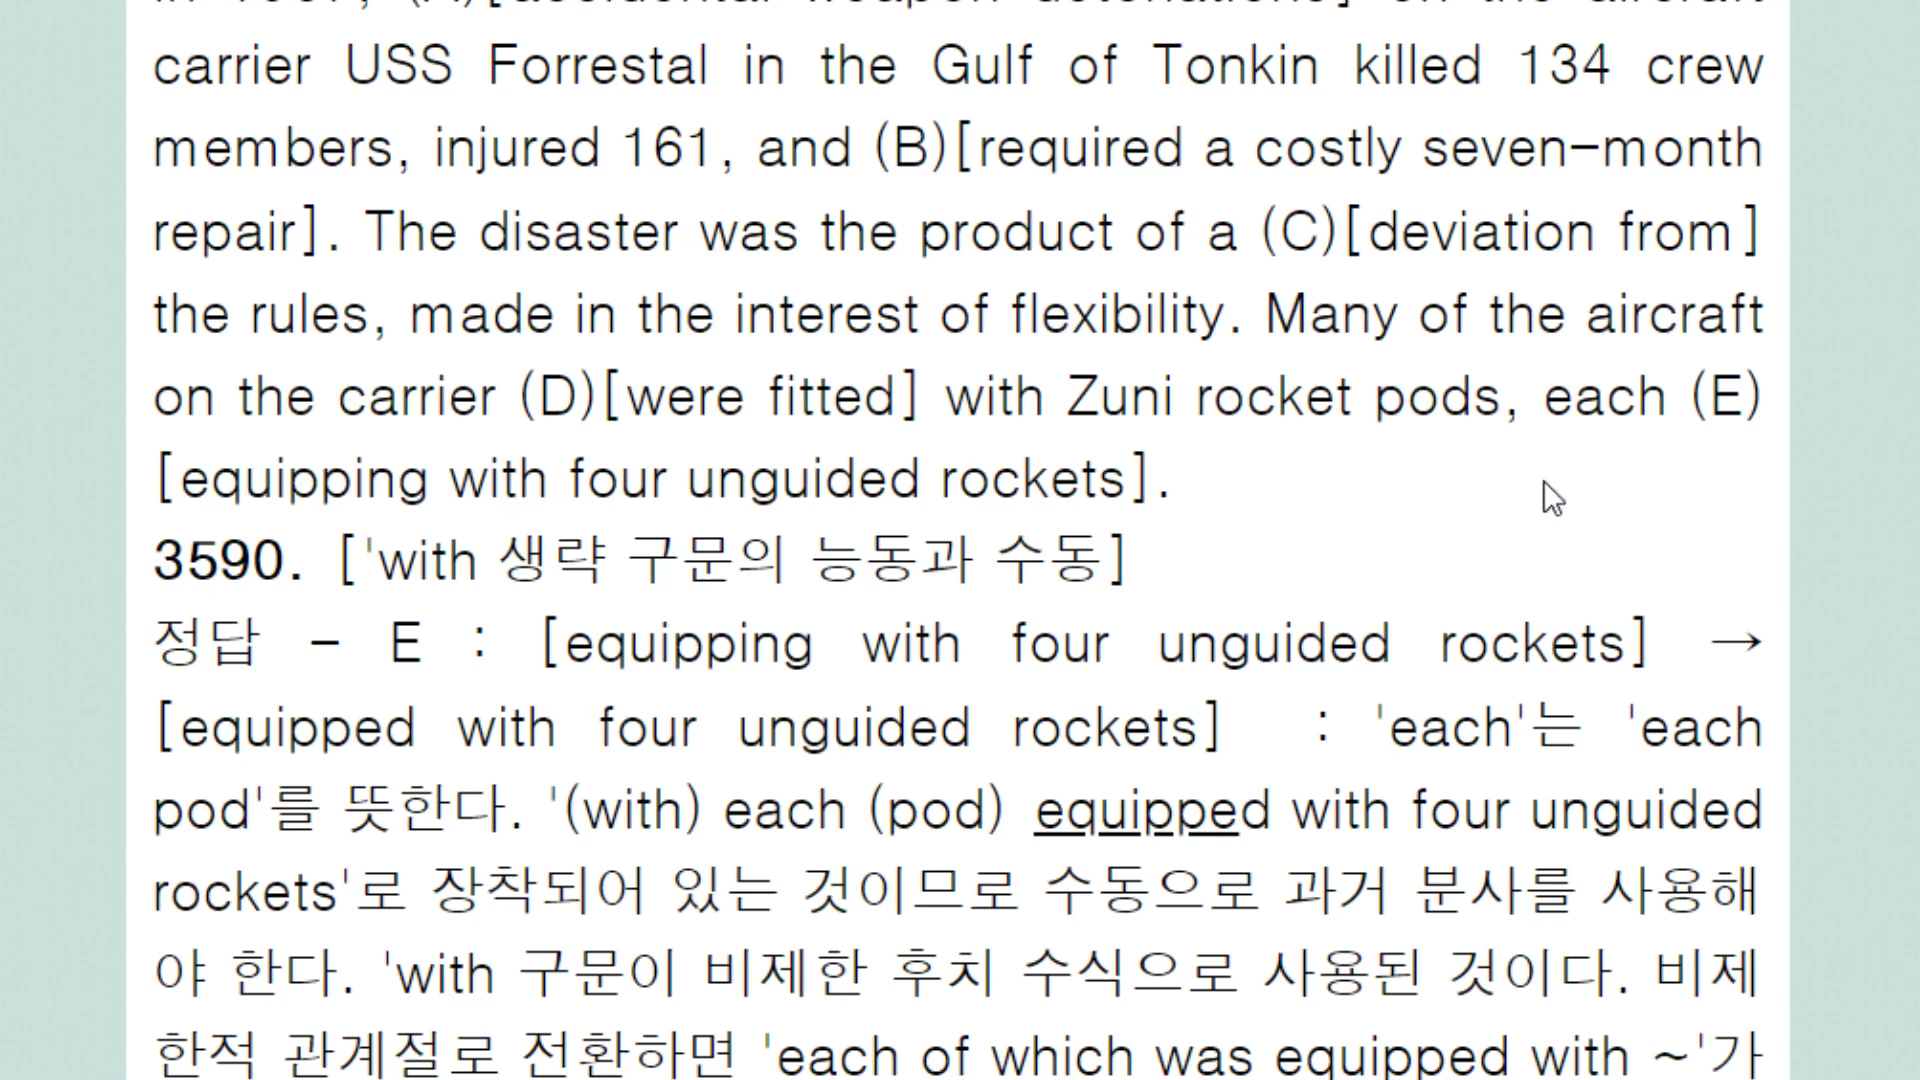 in 1967, (A)[accidental weapon detonations] on the aircraft
carrier USS Forrestal in the Gulf of Tonkin killed 134 crew
members, injured 161, and (B)[required a costly seven-month
repair]. The disaster was the product of a (C)[deviation from]
the rules, made in the interest of flexibility. Many of the aircraft
on the carrier (D)[were fitted] with Zuni rocket pods, each (E)
[equipping with four unguided rockets].
3590. ['with 생략 구문의 능동과 수동]
정답 - E : [equipping with four unguided rockets] →
[equipped with four unguided rockets] : 'each'는 'each
pod'를 뜻한다. '(with) each (pod) equipped with four unguided
rockets'로 장착되어 있는 것이므로 수동으로 과거 분사를 사용해
야 한다. 'with 구문이 비제한 후치 수식으로 사용된 것이다. 비제
한적 관계절로 전환하면 'each of which was equipped with ~'가